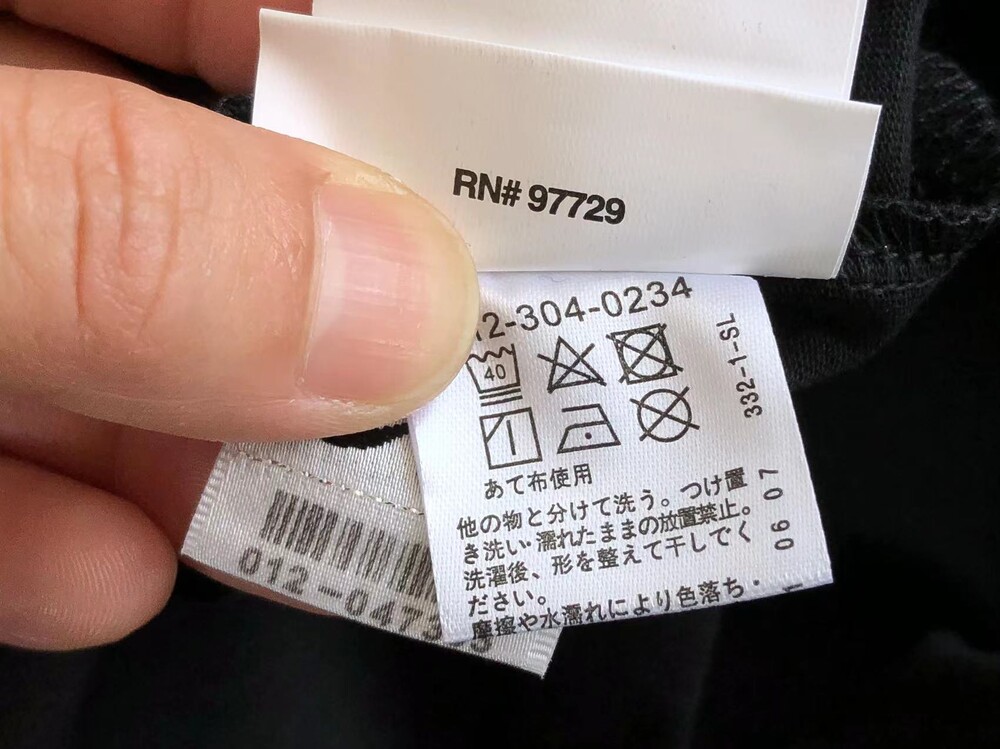 RN# 97729
12-304-0234
332-1-SL
40
あて布使用
他の物と分けて洗う。つけ置
き洗い·濡れたままの放置禁止。
洗濯後、形を整えて干してく
ださい。
摩擦や水濡れにより色落ち・
06 07
012-047